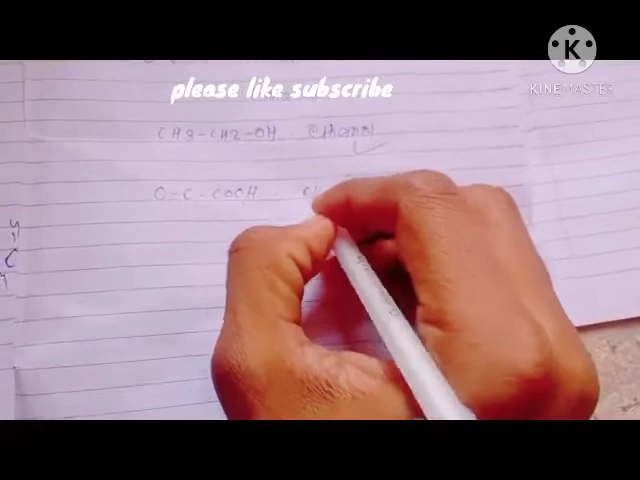 KINEMASTER
please like subscribe
CH3-CH2-OH. Ethanol
C-C-COOH.